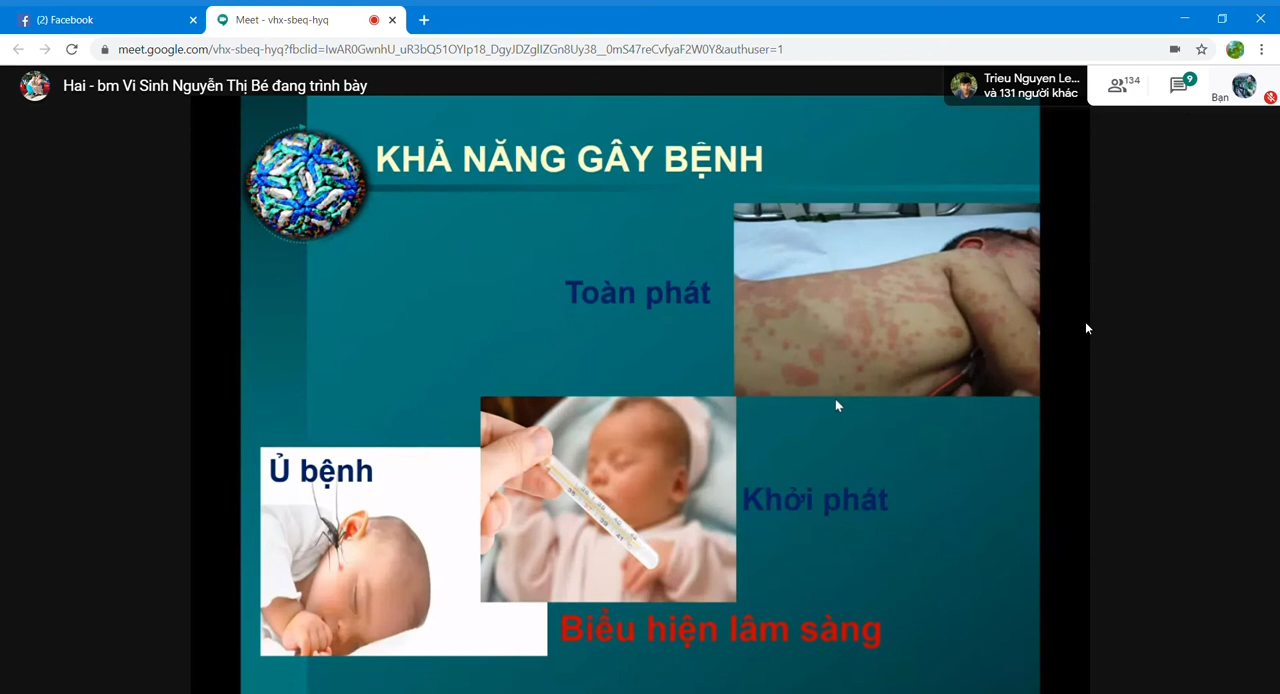 (2) Facebook
Meet - vhx-sbeq-hyq
meet.google.com/vhx-sbeq-hyq?fbclid=IwAR0GwnhU_uR3bQ51OYIp18_DgyJDZglIZGn8Uy38__0mS47reCvfyaF2W0Y&authuser=1
Hai - bm Vi Sinh Nguyễn Thị Bé đang trình bày
Trieu Nguyen Le...
và 131 người khác
134
9
Bạn
KHẢ NĂNG GÂY BỆNH
Toàn phát
Ủ bệnh
Khởi phát
Biểu hiện lâm sàng